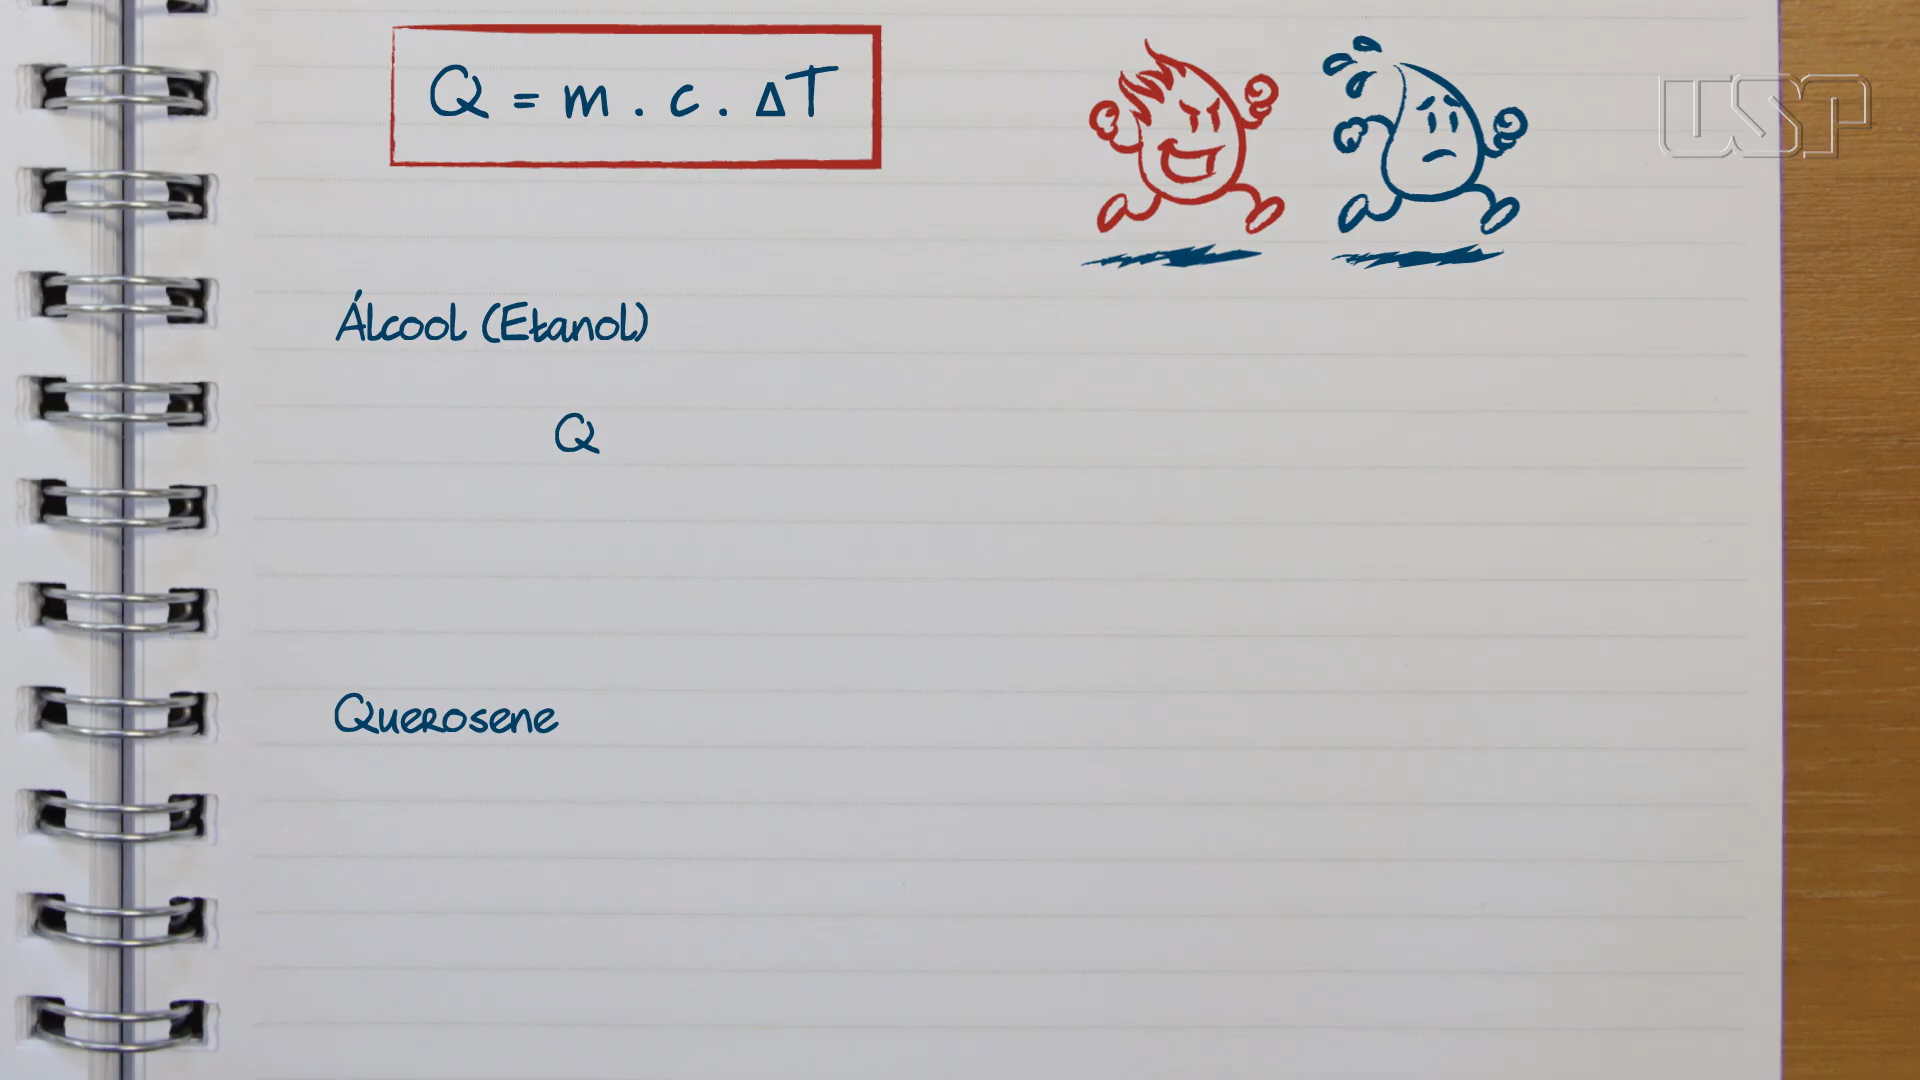 Q = m . c . ΔT
USP
Álcool (Etanol)
Q
Querosene